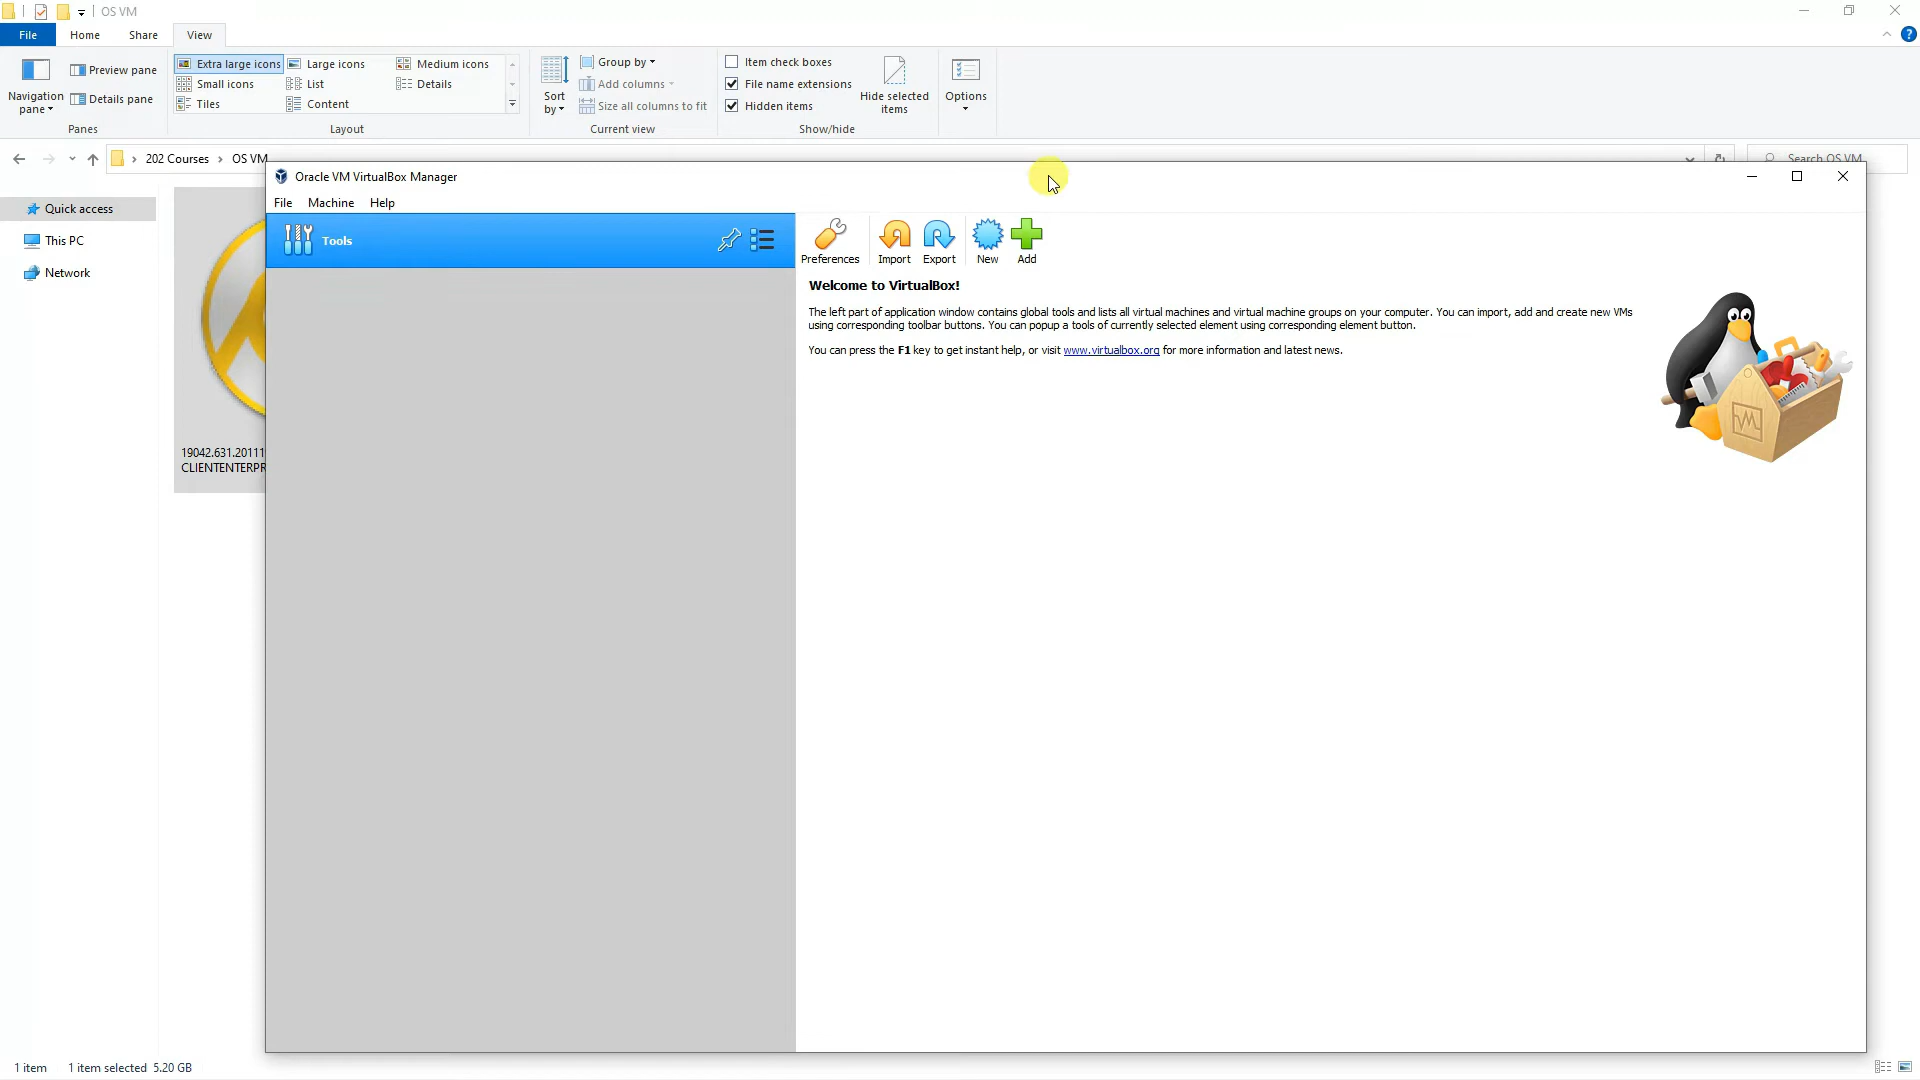 OS VM
File Home Share View
Navigation pane
Preview pane
Details pane
Panes
Extra large icons Large icons Medium icons
Small icons List Details
Tiles Content
Layout
Sort by
Group by
Add columns
Size all columns to fit
Current view
Item check boxes
File name extensions
Hidden items
Hide selected items
Show/hide
Options
202 Courses OS VM
Search OS VM
Quick access
This PC
Network
19042.631.20111
CLIENTENTERPR
Oracle VM VirtualBox Manager
File Machine Help
Tools
Preferences Import Export New Add
Welcome to VirtualBox!
The left part of application window contains global tools and lists all virtual machines and virtual machine groups on your computer. You can import, add and create new VMs
using corresponding toolbar buttons. You can popup a tools of currently selected element using corresponding element button.
You can press the F1 key to get instant help, or visit www.virtualbox.org for more information and latest news.
1 item 1 item selected 5.20 GB